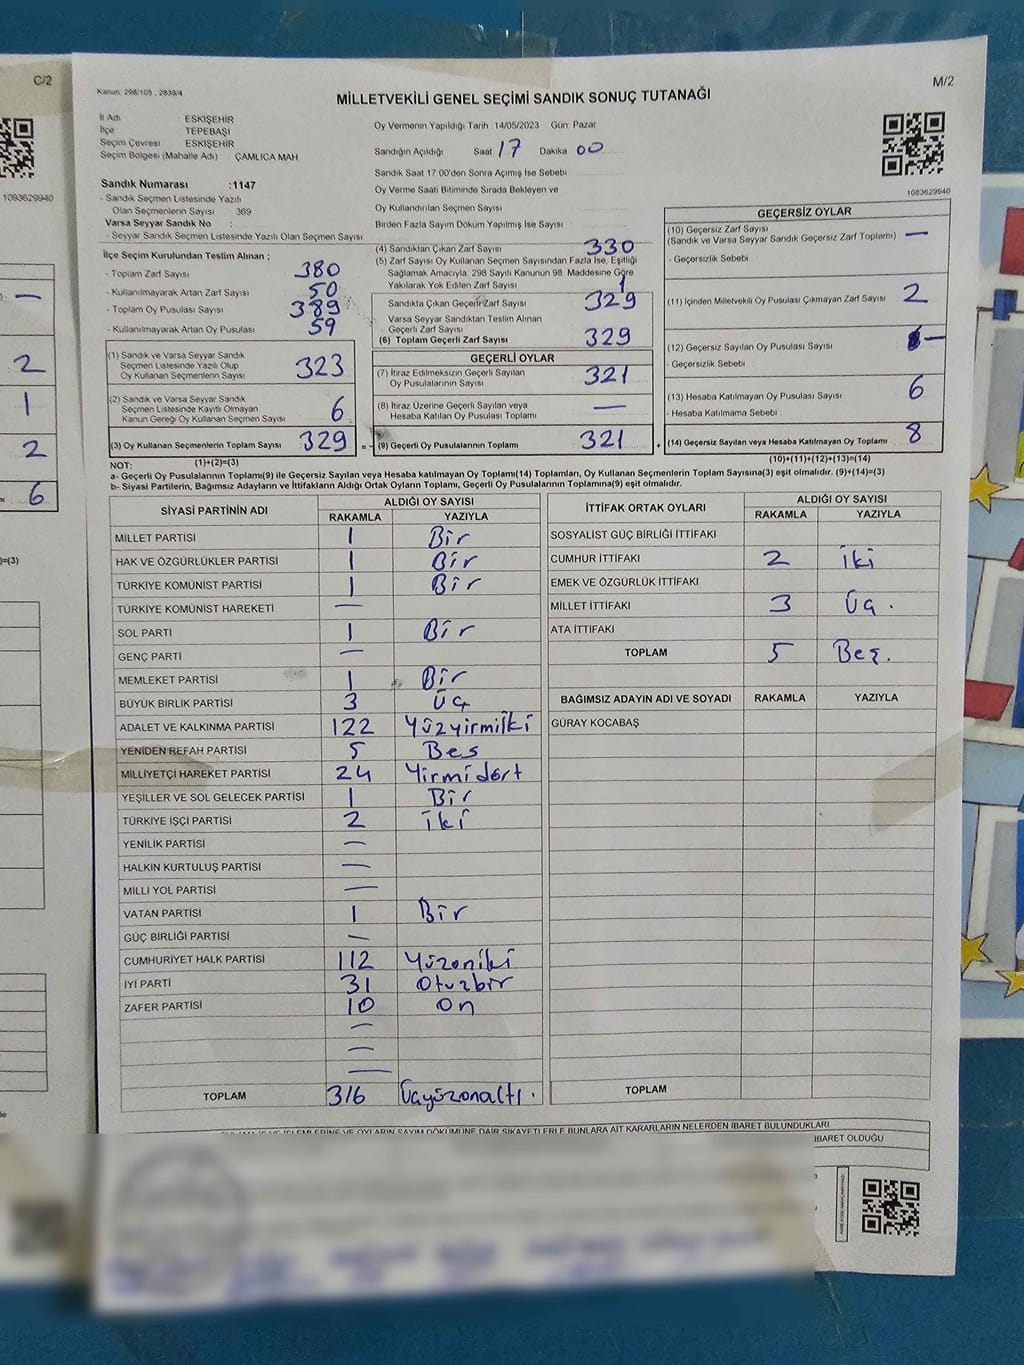 C/2
Kanun: 298/105 , 2839/4
MİLLETVEKİLİ GENEL SEÇİMİ SANDIK SONUÇ TUTANAĞI
M/2
İl Adı ESKİŞEHİR
İlçe TEPEBAŞI
Seçim Çevresi ESKİŞEHİR
Seçim Bölgesi (Mahalle Adı) : ÇAMLICA MAH
Sandık Numarası :1147
- Sandık Seçmen Listesinde Yazılı
Olan Seçmenlerin Sayısı : 369
Varsa Seyyar Sandık No :
- Seyyar Sandık Seçmen Listesinde Yazılı Olan Seçmen Sayısı
Oy Vermenin Yapıldığı Tarih :14/05/2023 Gün: Pazar
Sandığın Açıldığı Saat 17 Dakika 00
Sandık Saat 17:00'den Sonra Açımış İse Sebebi
Oy Verme Saati Bitiminde Sırada Bekleyen ve
Oy Kullandırılan Seçmen Sayısı
Birden Fazla Sayım Döküm Yapılmış İse Sayısı
1083629940
1083629940
İlçe Seçim Kurulundan Teslim Alınan ;
- Toplam Zarf Sayısı 380
- Kullanılmayarak Artan Zarf Sayısı 50
- Toplam Oy Pusulası Sayısı 389
- Kullanılmayarak Artan Oy Pusulası 59
(1) Sandık ve Varsa Seyyar Sandık
Seçmen Listesinde Yazılı Olup
Oy Kullanan Seçmenlerin Sayısı 323
(2) Sandık ve Varsa Seyyar Sandık
Seçmen Listesinde Kayıtlı Olmayan
Kanun Gereği Oy Kullanan Seçmen Sayısı 6
(3) Oy Kullanan Seçmenlerin Toplam Sayısı 329
(4) Sandıktan Çıkan Zarf Sayısı 330
(5) Zarf Sayısı Oy Kullanan Seçmen Sayısından Fazla İse, Eşitliği
Sağlamak Amacıyla, 298 Sayılı Kanunun 98. Maddesine Göre
Yakılarak Yok Edilen Zarf Sayısı 1
Sandıkta Çıkan Geçerli Zarf Sayısı 329
Varsa Seyyar Sandıktan Teslim Alınan
Geçerli Zarf Sayısı
(6) Toplam Geçerli Zarf Sayısı 329
GEÇERLİ OYLAR
(7) İtiraz Edilmeksizin Geçerli Sayılan
Oy Pusulalarının Sayısı 321
(8) İtiraz Üzerine Geçerli Sayılan veya
Hesaba Katılan Oy Pusulası Toplamı —
= (9) Geçerli Oy Pusulalarının Toplamı 321
GEÇERSİZ OYLAR
(10) Geçersiz Zarf Sayısı
(Sandık ve Varsa Seyyar Sandık Geçersiz Zarf Toplamı) —
- Geçersizlik Sebebi
(11) İçinden Milletvekili Oy Pusulası Çıkmayan Zarf Sayısı 2
(12) Geçersiz Sayılan Oy Pusulası Sayısı —
- Geçersizlik Sebebi
(13) Hesaba Katılmayan Oy Pusulası Sayısı 6
- Hesaba Katılmama Sebebi
+ (14) Geçersiz Sayılan veya Hesaba Katılmayan Oy Toplamı 8
(1)+(2)=(3)
(10)+(11)+(12)+(13)=(14)
NOT:
a- Geçerli Oy Pusulalarının Toplamı(9) ile Geçersiz Sayılan veya Hesaba katılmayan Oy Toplamı(14) Toplamları, Oy Kullanan Seçmenlerin Toplam Sayısına(3) eşit olmalıdır. (9)+(14)=(3)
b- Siyasi Partilerin, Bağımsız Adayların ve İttifakların Aldığı Ortak Oyların Toplamı, Geçerli Oy Pusulalarının Toplamına(9) eşit olmalıdır.
SİYASİ PARTİNİN ADI ALDIĞI OY SAYISI
RAKAMLA YAZIYLA
MİLLET PARTİSİ 1 Bir
HAK VE ÖZGÜRLÜKLER PARTİSİ 1 Bir
TÜRKİYE KOMÜNİST PARTİSİ 1 Bir
TÜRKİYE KOMÜNİST HAREKETİ —
SOL PARTİ 1 Bir
GENÇ PARTİ —
MEMLEKET PARTİSİ 1 Bir
BÜYÜK BİRLİK PARTİSİ 3 Üç
ADALET VE KALKINMA PARTİSİ 122 Yüzyirmiİki
YENİDEN REFAH PARTİSİ 5 Bes
MİLLİYETÇİ HAREKET PARTİSİ 24 Yirmidört
YEŞİLLER VE SOL GELECEK PARTİSİ 1 Bir
TÜRKİYE İŞÇİ PARTİSİ 2 iki
YENİLİK PARTİSİ —
HALKIN KURTULUŞ PARTİSİ —
MİLLİ YOL PARTİSİ —
VATAN PARTİSİ 1 Bir
GÜÇ BİRLİĞİ PARTİSİ —
CUMHURİYET HALK PARTİSİ 112 Yüzoniki
İYİ PARTİ 31 Otuzbir
ZAFER PARTİSİ 10 On
—
—
—
TOPLAM 316 Üçyüzonaltı.
İTTİFAK ORTAK OYLARI ALDIĞI OY SAYISI
RAKAMLA YAZIYLA
SOSYALIST GÜÇ BİRLİĞİ İTTİFAKI
CUMHUR İTTİFAKI 2 iki
EMEK VE ÖZGÜRLÜK İTTİFAKI
MİLLET İTTİFAKI 3 Üç.
ATA İTTİFAKI
TOPLAM 5 Beş.
BAĞIMSIZ ADAYIN ADI VE SOYADI RAKAMLA YAZIYLA
GÜRAY KOCABAŞ
TOPLAM
—
2
1
2
6
)=(3)
İŞLEMLERİNE VE OYLARIN SAYIM DÖKÜMÜNE DAİR ŞİKAYETLERLE BUNLARA AİT KARARLARIN NELERDEN İBARET BULUNDUKLARI
İBARET OLDUĞU